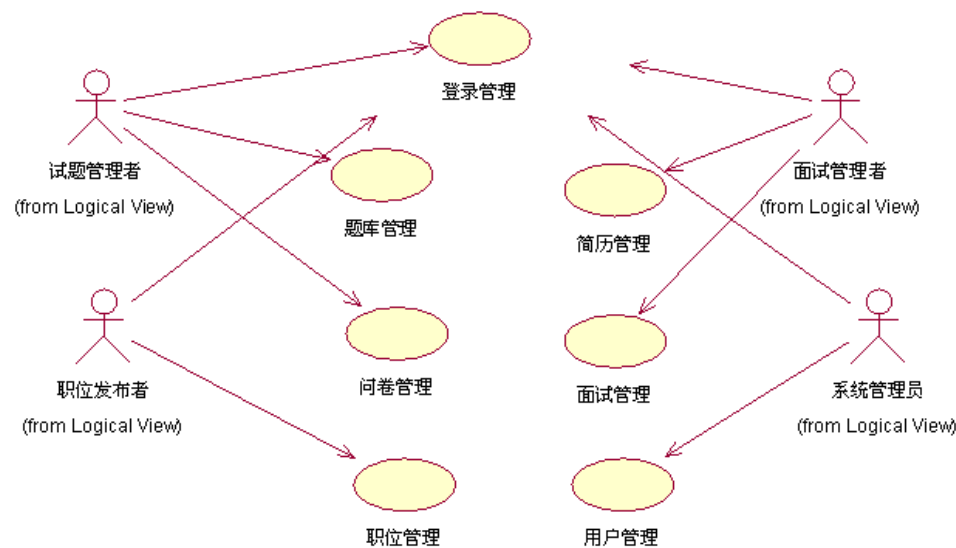 登录管理
试题管理者
(from Logical View)
面试管理者
(from Logical View)
题库管理
简历管理
职位发布者
(from Logical View)
问卷管理
面试管理
系统管理员
(from Logical View)
职位管理
用户管理